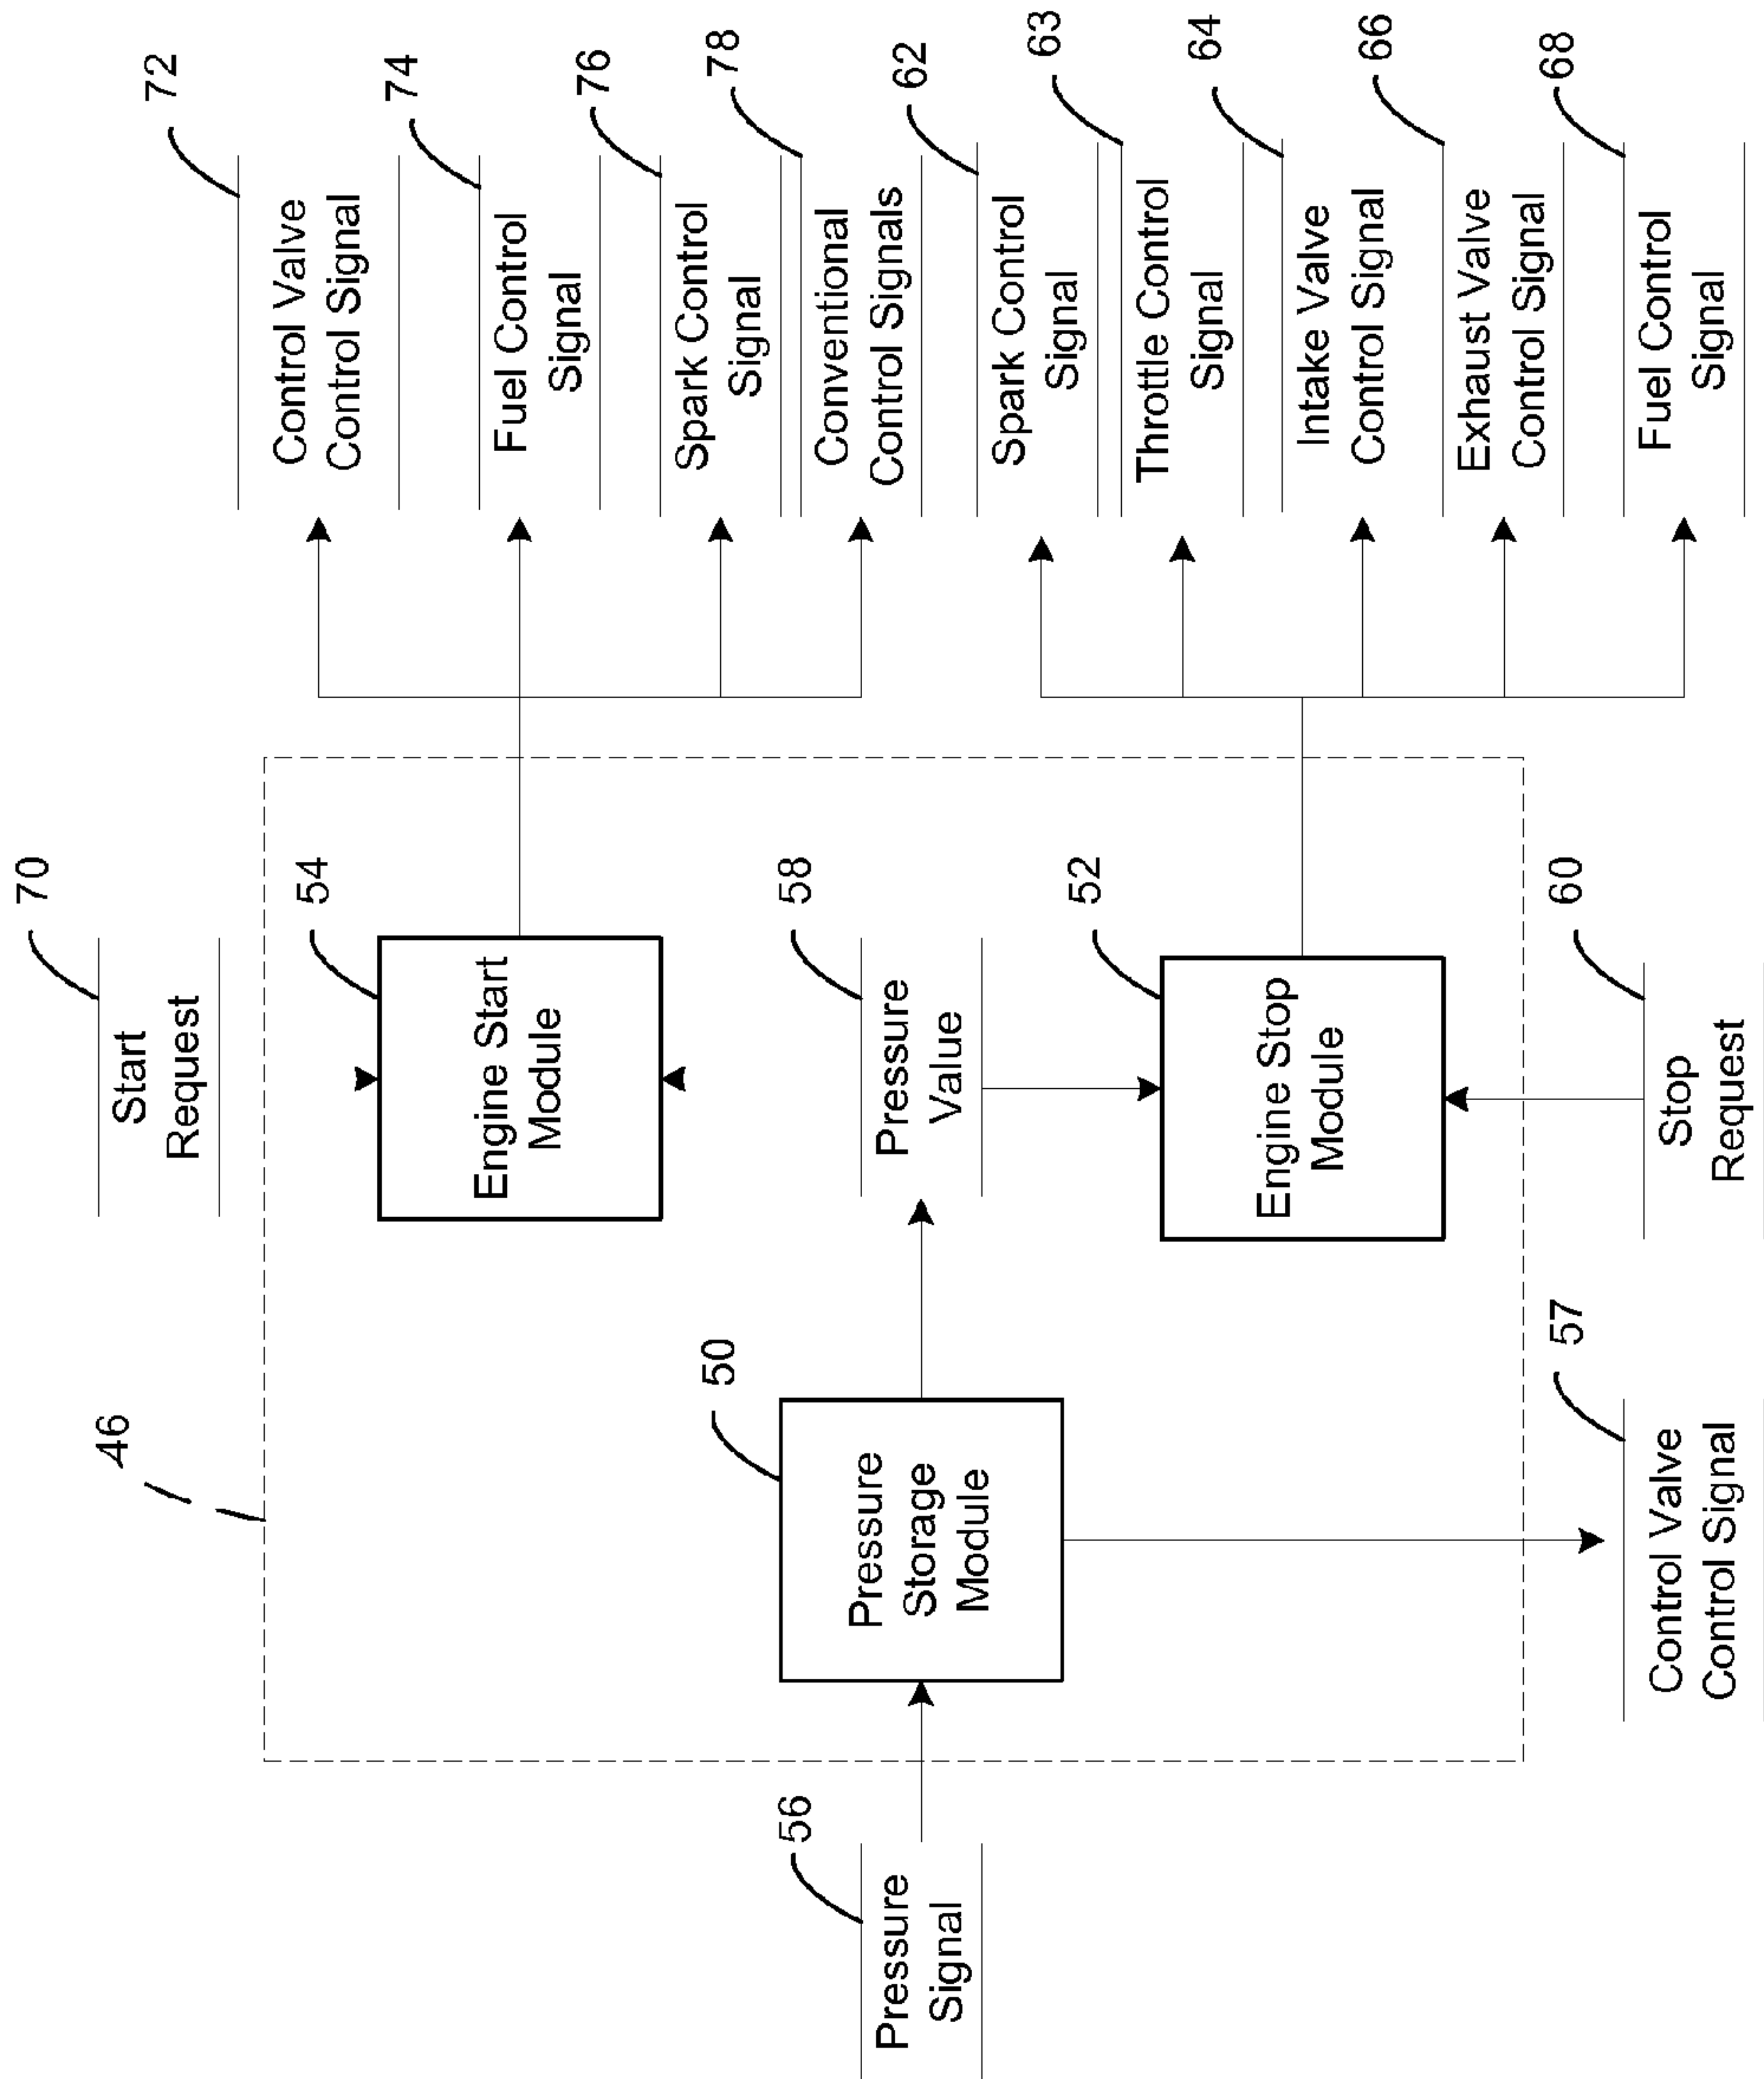 46
70
Start
Request
54
Engine Start
Module
56
Pressure
Signal
50
Pressure
Storage
Module
58
Pressure
Value
52
Engine Stop
Module
57
Control Valve
Control Signal
60
Stop
Request
72
Control Valve
Control Signal
74
Fuel Control
Signal
76
Spark Control
Signal
78
Conventional
Control Signals
62
Spark Control
Signal
63
Throttle Control
Signal
64
Intake Valve
Control Signal
66
Exhaust Valve
Control Signal
68
Fuel Control
Signal